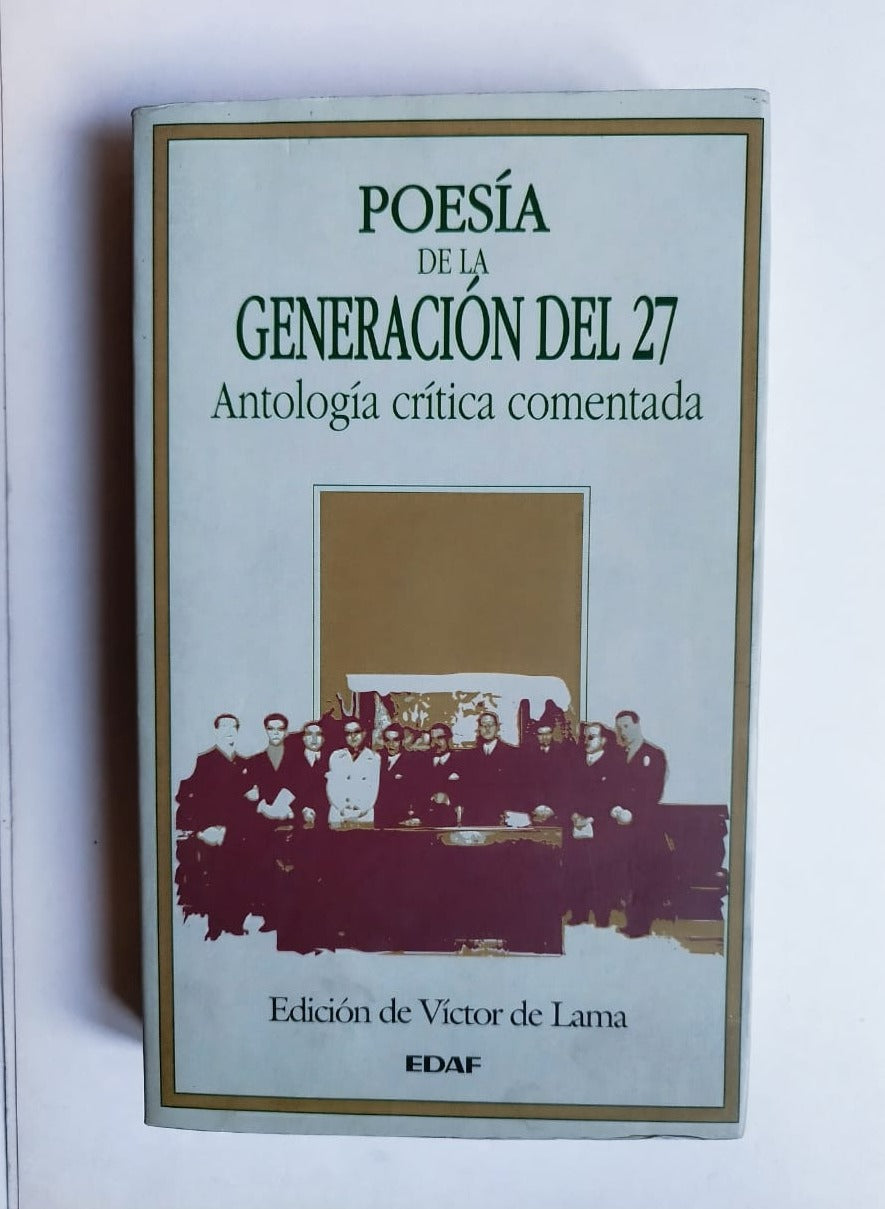 POESÍA
DE LA
GENERACIÓN DEL 27
Antología crítica comentada
Edición de Víctor de Lama
EDAF